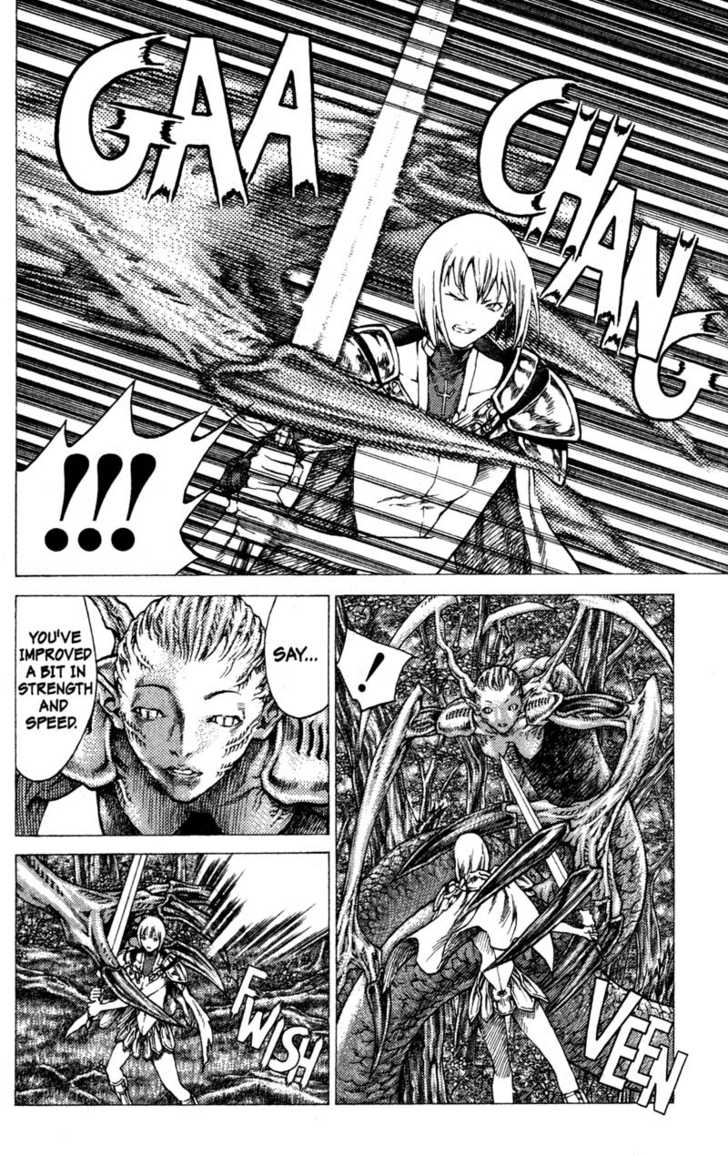 GAA
CHANG
!!!
!
VEEN
SAY...
YOU'VE
IMPROVED
A BIT IN
STRENGTH
AND
SPEED.
FWISH